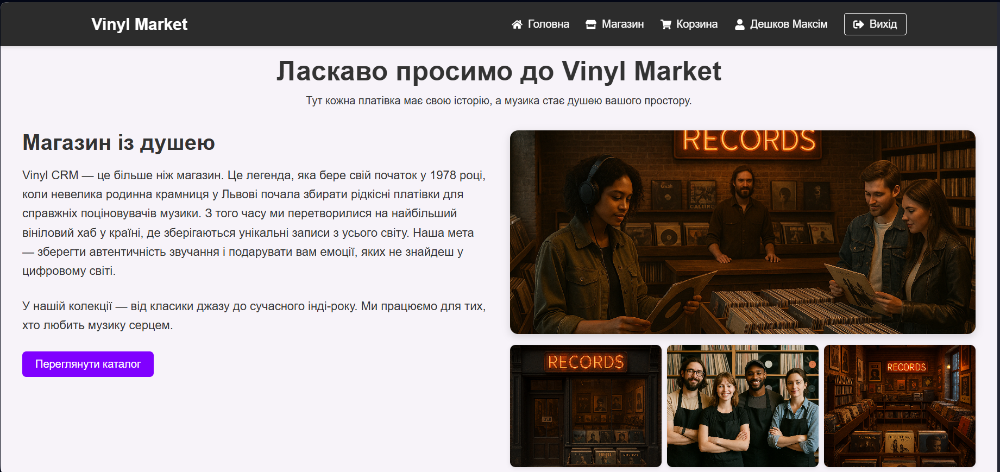 Vinyl Market
Головна
Магазин
Корзина
Дешков Максім
Вихід
Ласкаво просимо до Vinyl Market
Тут кожна платівка має свою історію, а музика стає душею вашого простору.
Магазин із душею
Vinyl CRM — це більше ніж магазин. Це легенда, яка бере свій початок у 1978 році,
коли невелика родинна крамниця у Львові почала збирати рідкісні платівки для
справжніх поціновувачів музики. З того часу ми перетворилися на найбільший
вініловий хаб у країні, де зберігаються унікальні записи з усього світу. Наша мета
— зберегти автентичність звучання і подарувати вам емоції, яких не знайдеш у
цифровому світі.
У нашій колекції — від класики джазу до сучасного інді-року. Ми працюємо для тих,
хто любить музику серцем.
Переглянути каталог
RECORDS
RECORDS
OPEN
RECORDS